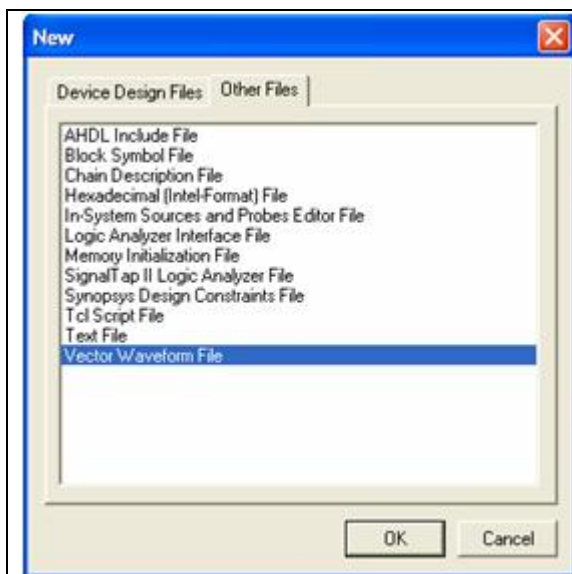 New
Device Design Files Other Files
AHDL Include File
Block Symbol File
Chain Description File
Hexadecimal (Intel-Format) File
In-System Sources and Probes Editor File
Logic Analyzer Interface File
Memory Initialization File
SignalTap II Logic Analyzer File
Synopsys Design Constraints File
Tcl Script File
Text File
Vector Waveform File
OK Cancel